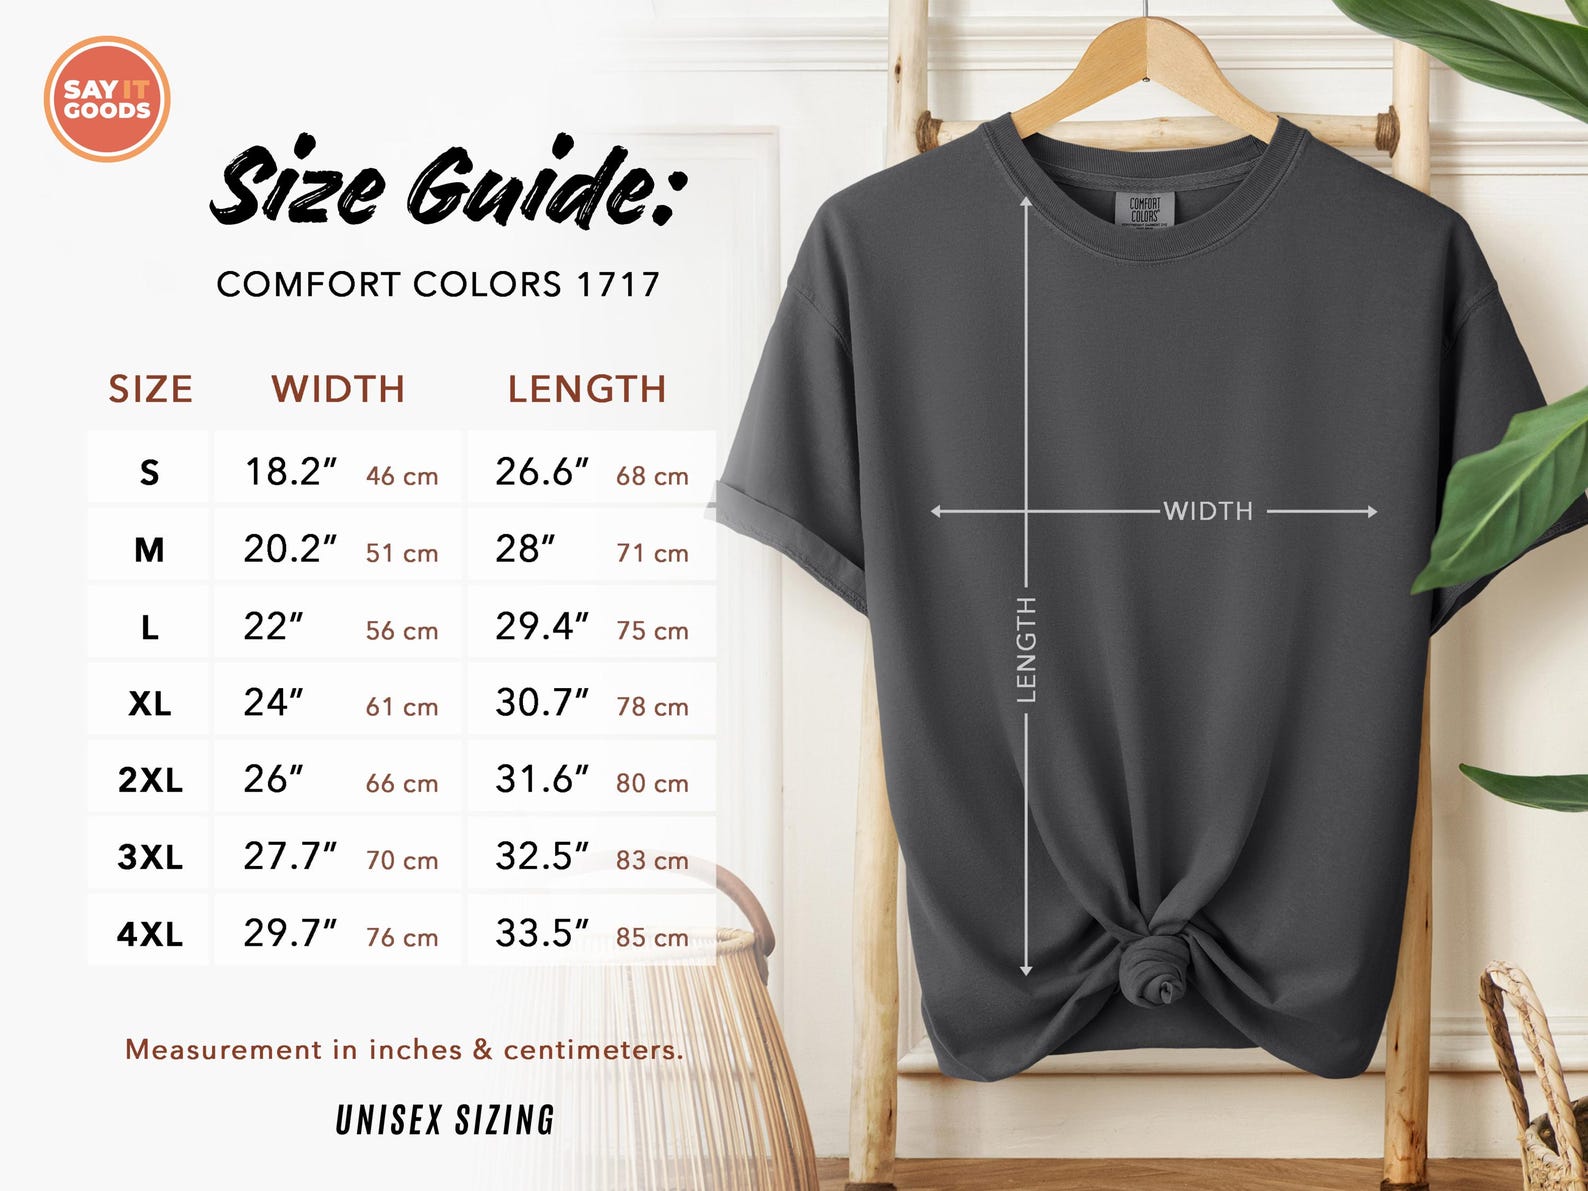 SAY IT
GOODS
Size Guide:
COMFORT COLORS 1717
SIZE WIDTH LENGTH
S 18.2" 46 cm 26.6" 68 cm
M 20.2" 51 cm 28" 71 cm
L 22" 56 cm 29.4" 75 cm
XL 24" 61 cm 30.7" 78 cm
2XL 26" 66 cm 31.6" 80 cm
3XL 27.7" 70 cm 32.5" 83 cm
4XL 29.7" 76 cm 33.5" 85 cm
Measurement in inches & centimeters.
UNISEX SIZING
COMFORT
COLORS
WIDTH
LENGTH